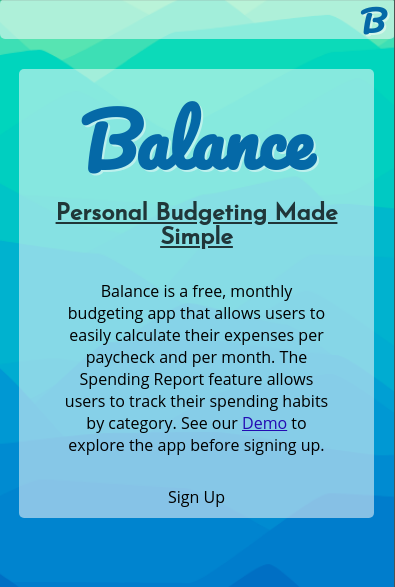 B
Balance
Personal Budgeting Made
Simple
Balance is a free, monthly
budgeting app that allows users to
easily calculate their expenses per
paycheck and per month. The
Spending Report feature allows
users to track their spending habits
by category. See our Demo to
explore the app before signing up.
Sign Up